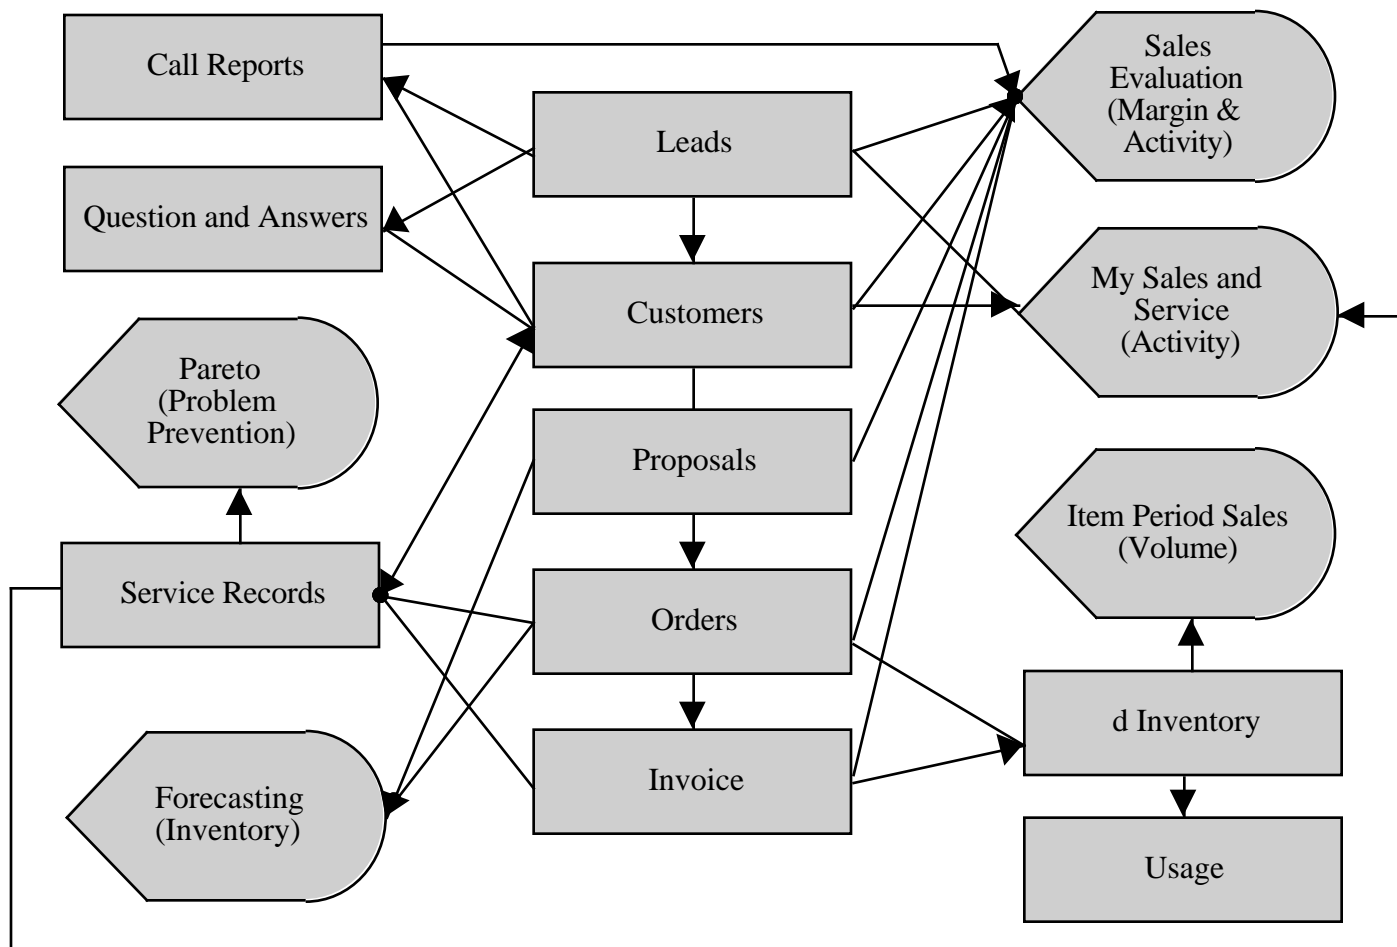 Call Reports
Sales
Evaluation
(Margin &
Activity)
Leads
Question and Answers
Customers
My Sales and
Service
(Activity)
Pareto
(Problem
Prevention)
Proposals
Item Period Sales
(Volume)
Service Records
Orders
d Inventory
Invoice
Forecasting
(Inventory)
Usage